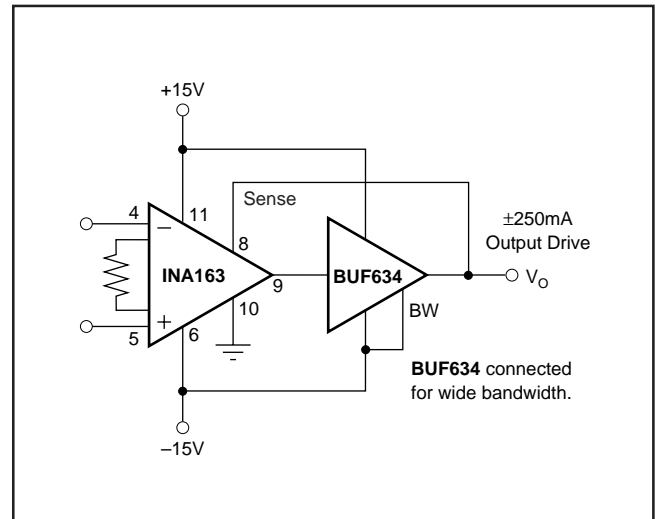 +15V
11
4
−
Sense
8
±250mA
Output Drive
INA163
9
BUF634
V_O
+
5
6
10
BW
BUF634 connected
for wide bandwidth.
–15V